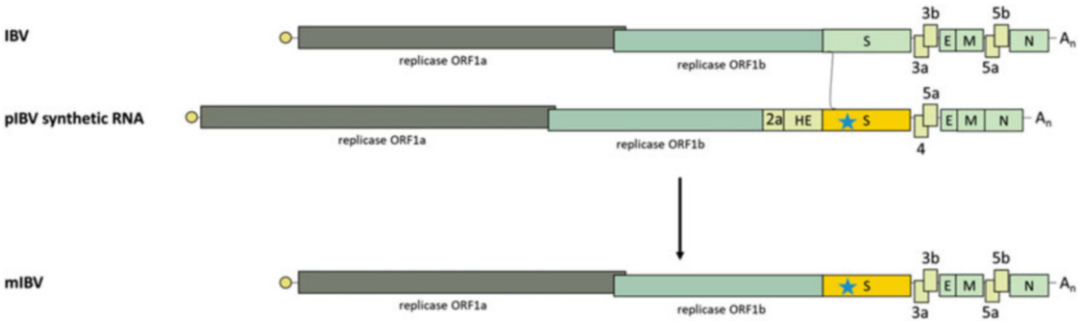 3b 5b
IBV S E M N An
3a 5a
replicase ORF1a replicase ORF1b
5a
pIBV synthetic RNA 2a HE S E M N An
4
replicase ORF1a replicase ORF1b
3b 5b
mIBV S E M N An
3a 5a
replicase ORF1a replicase ORF1b